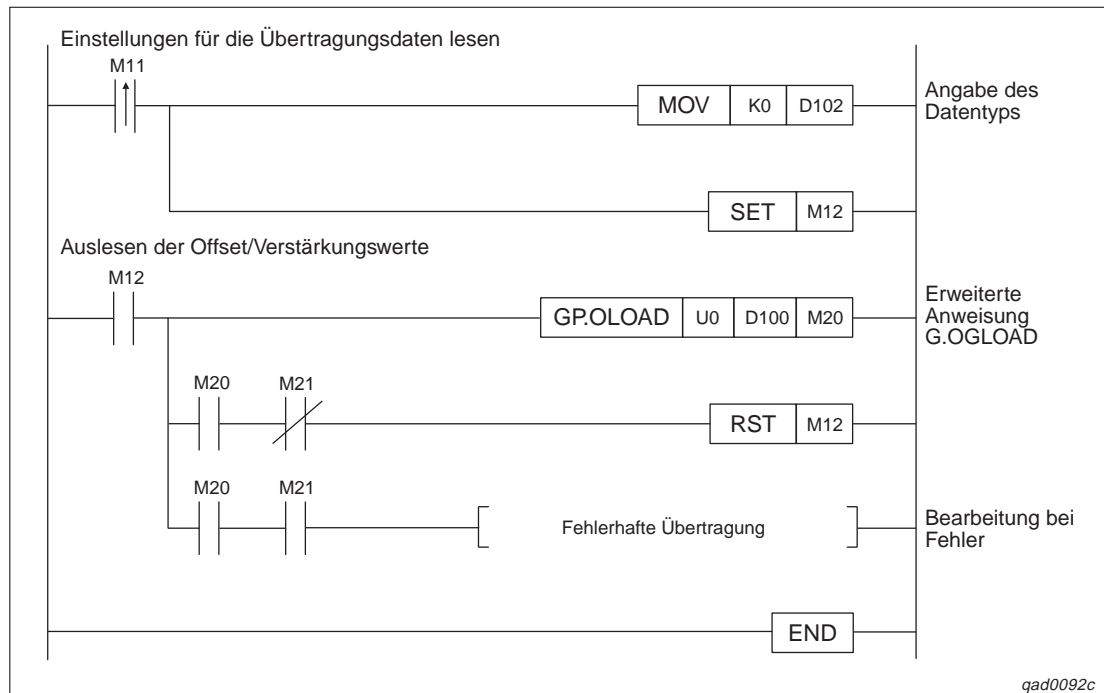 Einstellungen für die Übertragungsdaten lesen
M11
MOV K0 D102
Angabe des
Datentyps
SET M12
Auslesen der Offset/Verstärkungswerte
M12
GP.OLOAD U0 D100 M20
Erweiterte
Anweisung
G.OGLOAD
M20 M21
RST M12
M20 M21
Fehlerhafte Übertragung
Bearbeitung bei
Fehler
END
qad0092c